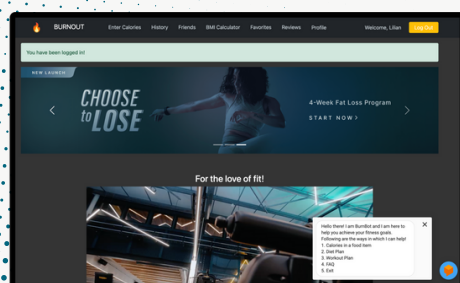 BURNOUT Enter Calories History Friends BMI Calculator Favorites Reviews Profile Welcome, Lilian Log Out
You have been logged in!
NEW LAUNCH
CHOOSE
to LOSE
4-Week Fat Loss Program
START NOW >
For the love of fit!
Hello there! I am BurnBot and I am here to
help you achieve your fitness goals.
Following are the ways in which I can help!
1. Calories in a food item
2. Diet Plan
3. Workout Plan
4. FAQ
5. Exit